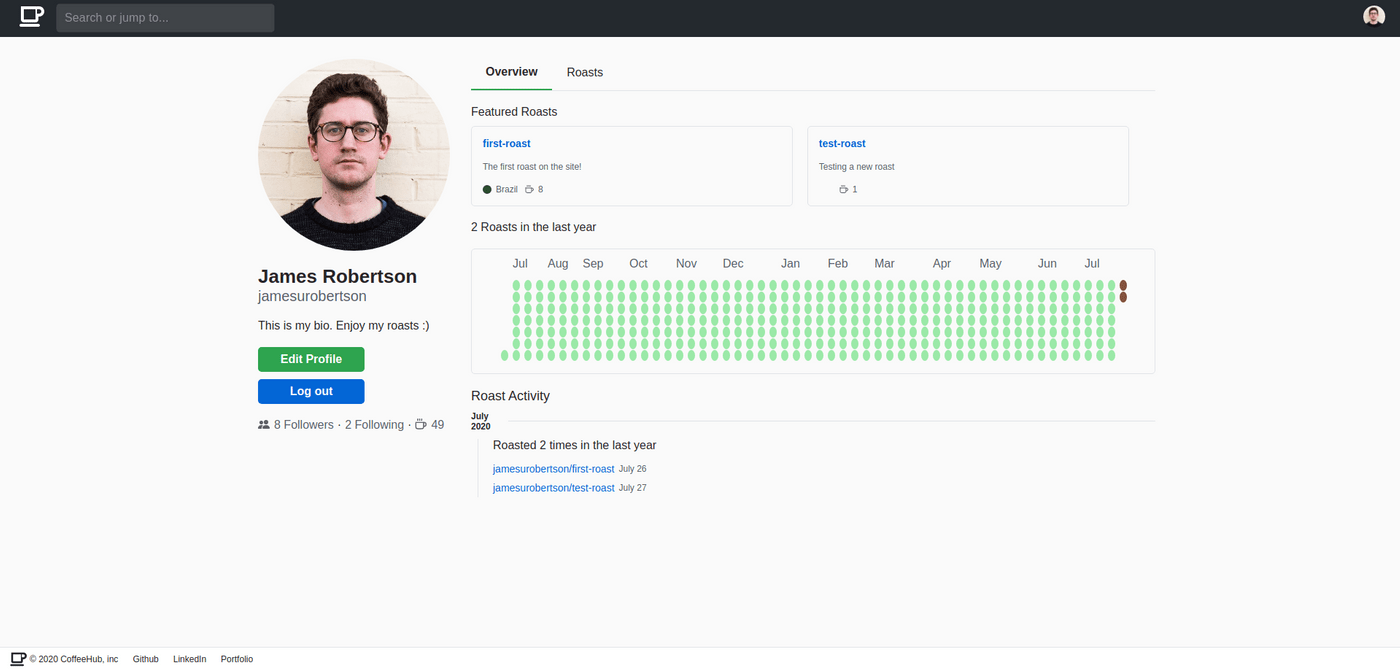 Search or jump to...
Overview Roasts
Featured Roasts
first-roast
The first roast on the site!
Brazil 8
test-roast
Testing a new roast
1
2 Roasts in the last year
Jul Aug Sep Oct Nov Dec Jan Feb Mar Apr May Jun Jul
James Robertson
jamesurobertson
This is my bio. Enjoy my roasts :)
Edit Profile
Log out
8 Followers · 2 Following · 49
Roast Activity
July
2020
Roasted 2 times in the last year
jamesurobertson/first-roast July 26
jamesurobertson/test-roast July 27
© 2020 CoffeeHub, inc Github LinkedIn Portfolio